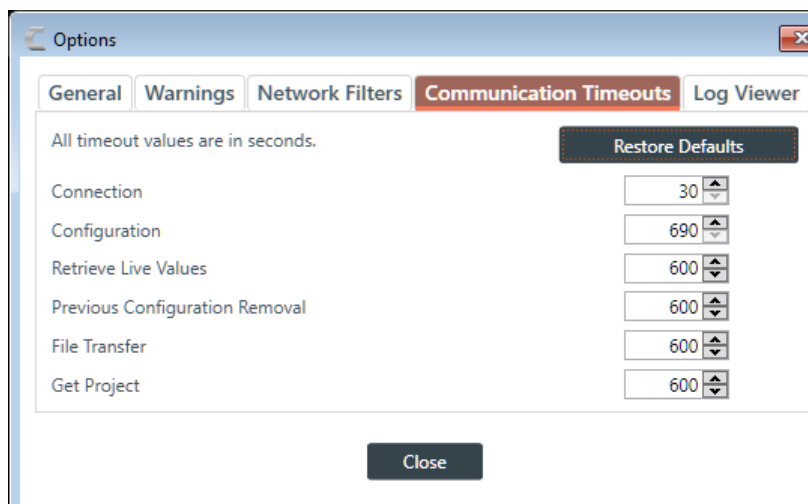 Options
General Warnings Network Filters Communication Timeouts Log Viewer
All timeout values are in seconds. Restore Defaults
Connection 30
Configuration 690
Retrieve Live Values 600
Previous Configuration Removal 600
File Transfer 600
Get Project 600
Close